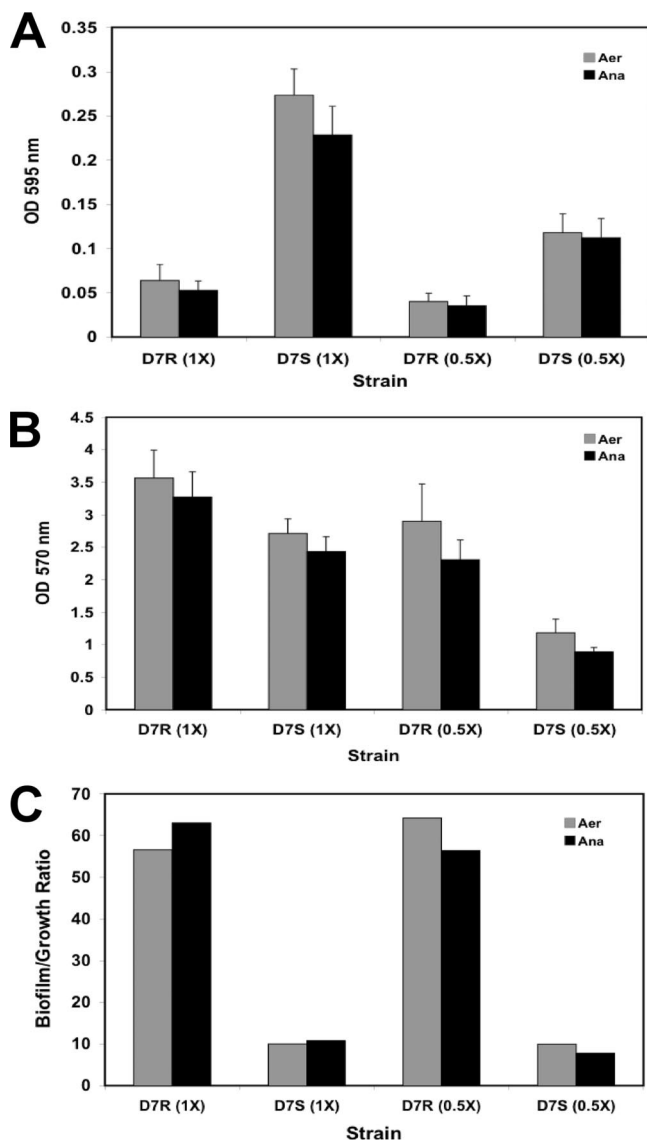 A
0.35
0.3
0.25
0.2
0.15
0.1
0.05
0
OD 595 nm
Aer
Ana
D7R (1X) D7S (1X) D7R (0.5X) D7S (0.5X)
Strain
B
4.5
4
3.5
3
2.5
2
1.5
1
0.5
0
OD 570 nm
Aer
Ana
D7R (1X) D7S (1X) D7R (0.5X) D7S (0.5X)
Strain
C
70
60
50
40
30
20
10
0
Biofilm/Growth Ratio
Aer
Ana
D7R (1X) D7S (1X) D7R (0.5X) D7S (0.5X)
Strain